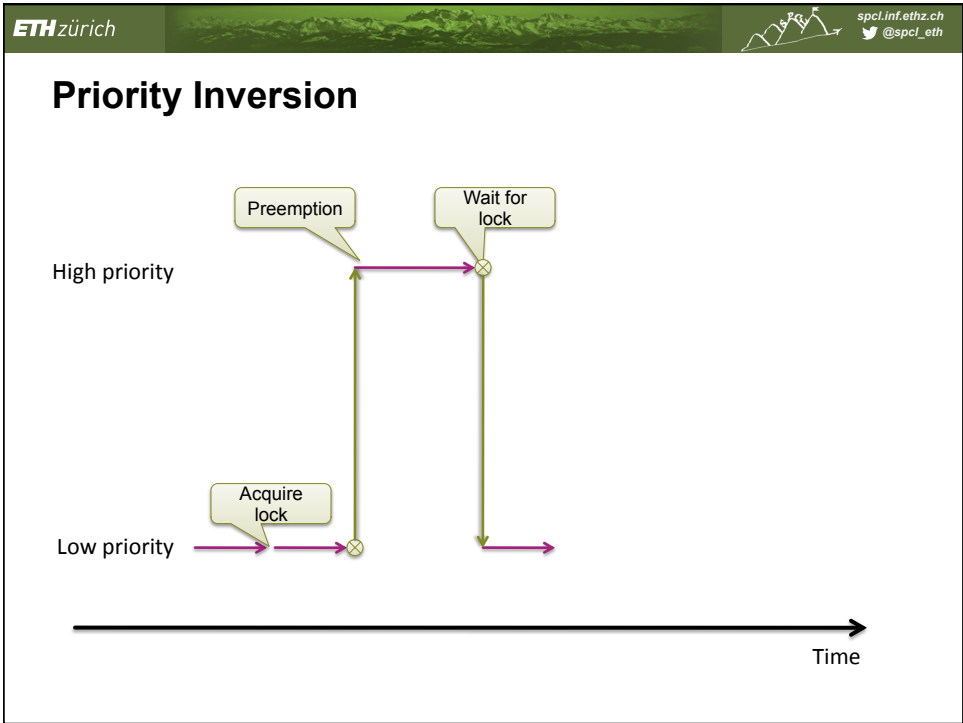 ETH zürich
spcl.inf.ethz.ch
@spcl_eth
Priority Inversion
Preemption
Wait for
lock
High priority
Acquire
lock
Low priority
Time